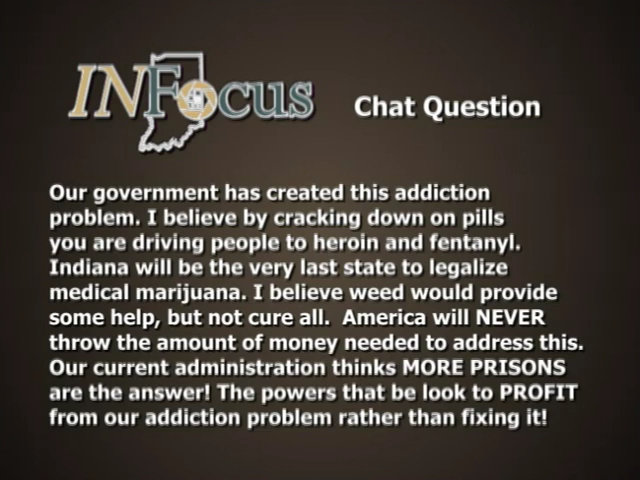 INFocus
Chat Question
Our government has created this addiction
problem. I believe by cracking down on pills
you are driving people to heroin and fentanyl.
Indiana will be the very last state to legalize
medical marijuana. I believe weed would provide
some help, but not cure all.  America will NEVER
throw the amount of money needed to address this.
Our current administration thinks MORE PRISONS
are the answer! The powers that be look to PROFIT
from our addiction problem rather than fixing it!